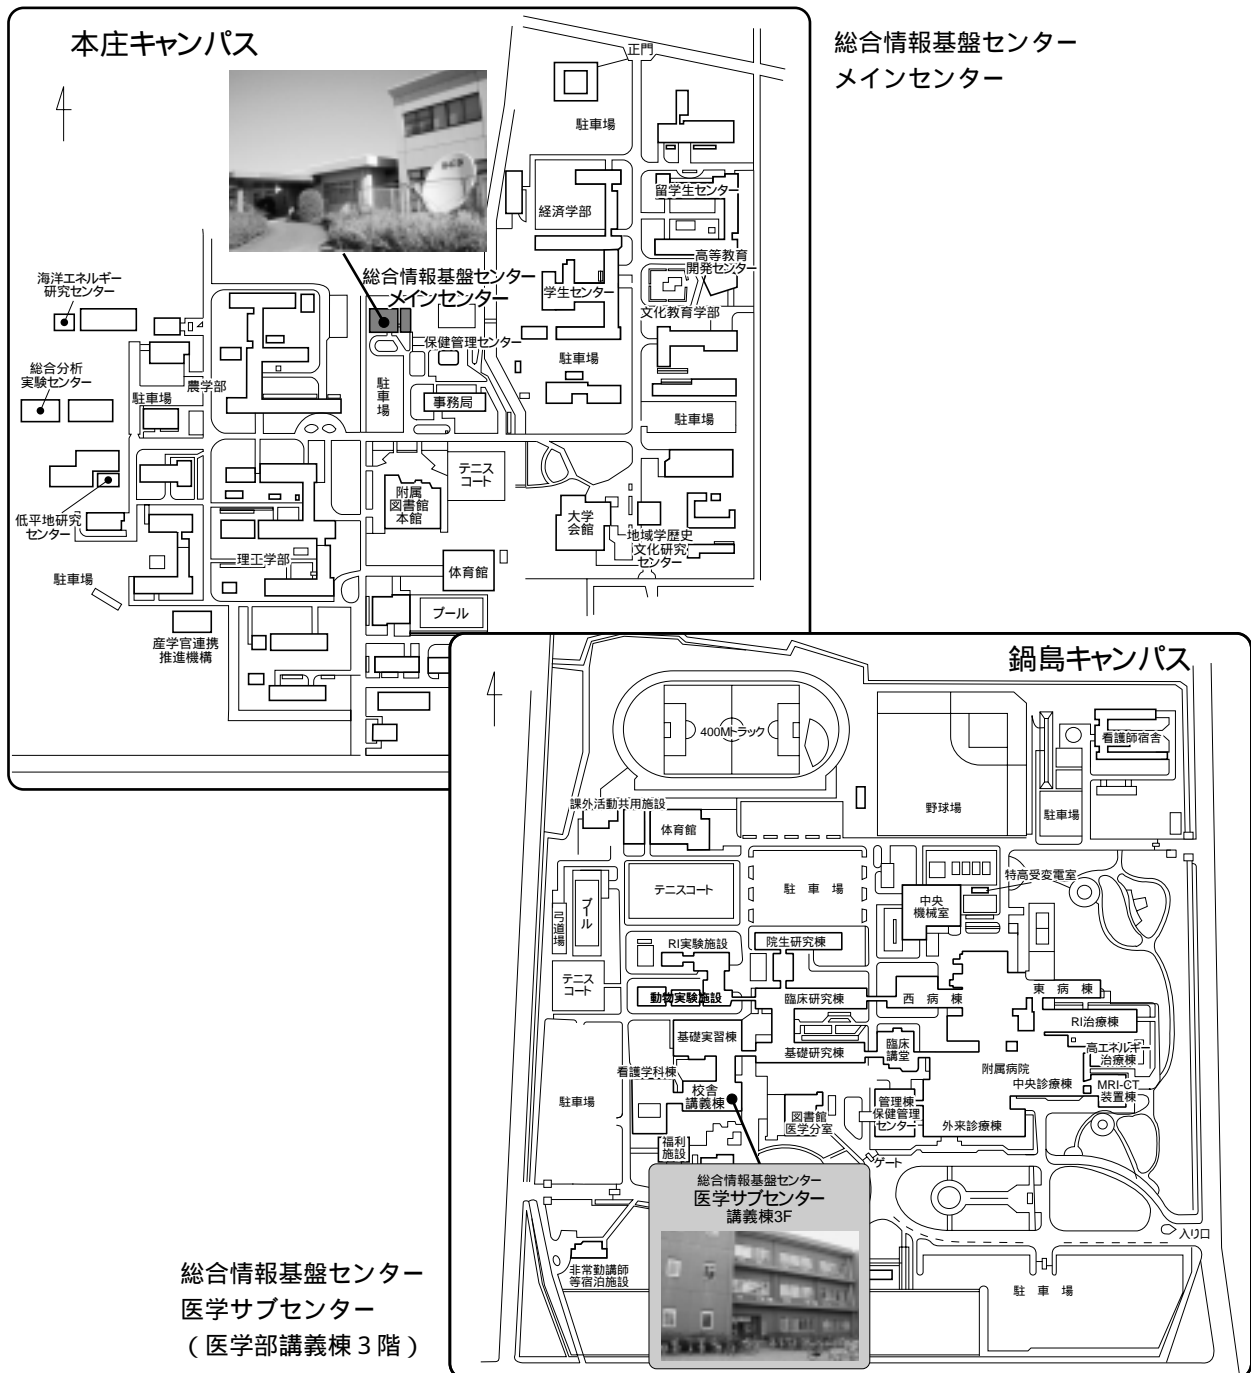 本庄キャンパス
総合情報基盤センター
メインセンター
正門
駐車場
留学生センター
経済学部
高等教育
開発センター
総合情報基盤センター
メインセンター
学生センター
文化教育学部
海洋エネルギー
研究センター
保健管理センター
駐車場
総合分析
実験センター
農学部
駐車場
駐車場
事務局
駐車場
テニス
コート
附属
図書館
本館
大学
会館
低平地研究
センター
地域学歴史
文化研究
センター
理工学部
体育館
駐車場
プール
産学官連携
推進機構
鍋島キャンパス
400Mトラック
看護師宿舎
課外活動共用施設
体育館
野球場
駐車場
テニスコート
駐車場
特高受変電室
中央
機械室
プール
弓道場
RI実験施設
院生研究棟
テニス
コート
動物実験施設
臨床研究棟
西病棟
東病棟
RI治療棟
基礎実習棟
基礎研究棟
臨床
講堂
高エネルギー
治療棟
附属病院
看護学科棟
中央診療棟
MRI-CT
装置棟
校舎
講義棟
駐車場
図書館
医学分室
管理棟
保健管理
センター
外来診療棟
福利
施設
ゲート
総合情報基盤センター
医学サブセンター
講義棟3F
入り口
非常勤講師
等宿泊施設
駐車場
総合情報基盤センター
医学サブセンター
（医学部講義棟３階）